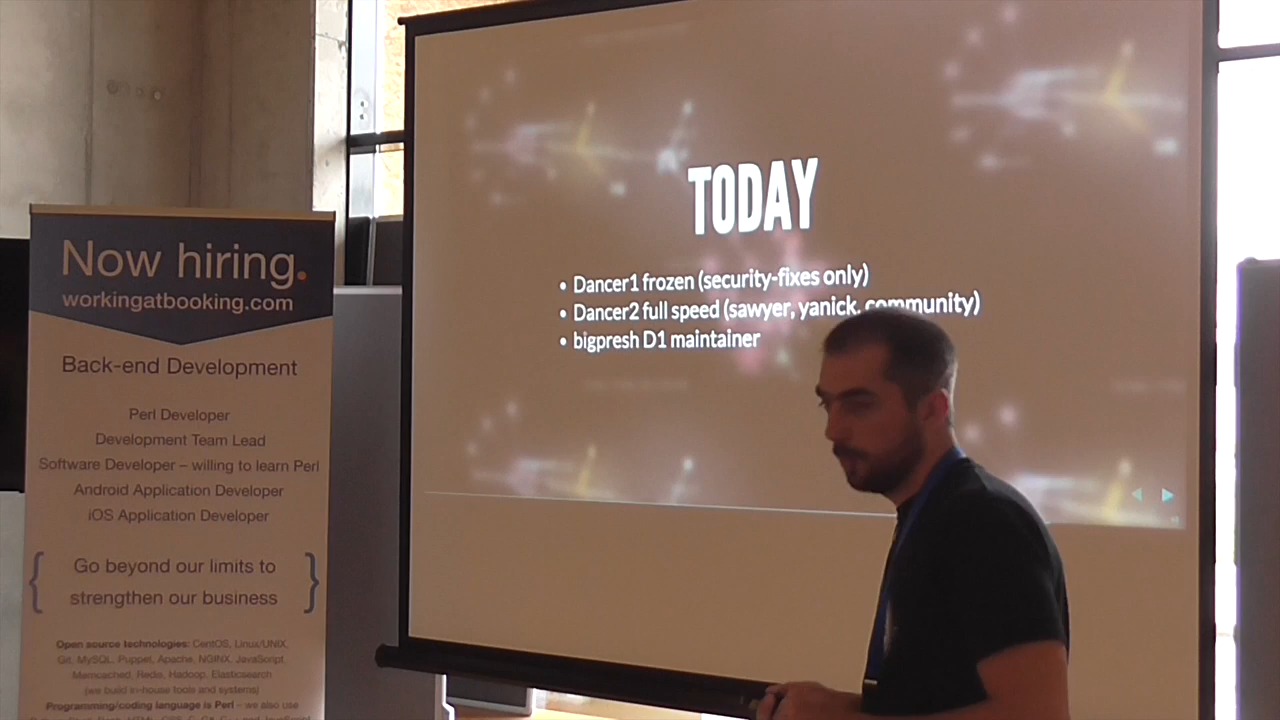 Now hiring.
workingatbooking.com
Back-end Development
Perl Developer
Development Team Lead
Software Developer – willing to learn Perl
Android Application Developer
iOS Application Developer
{ Go beyond our limits to
strengthen our business }
Open source technologies: CentOS, Linux/UNIX,
Git, MySQL, Puppet, Apache, NGINX, JavaScript,
Memcached, Redis, Hadoop, Elasticsearch
(we build in-house tools and systems)
Programming/coding language is Perl – we also use
TODAY
• Dancer1 frozen (security-fixes only)
• Dancer2 full speed (sawyer, yanick, community)
• bigpresh D1 maintainer